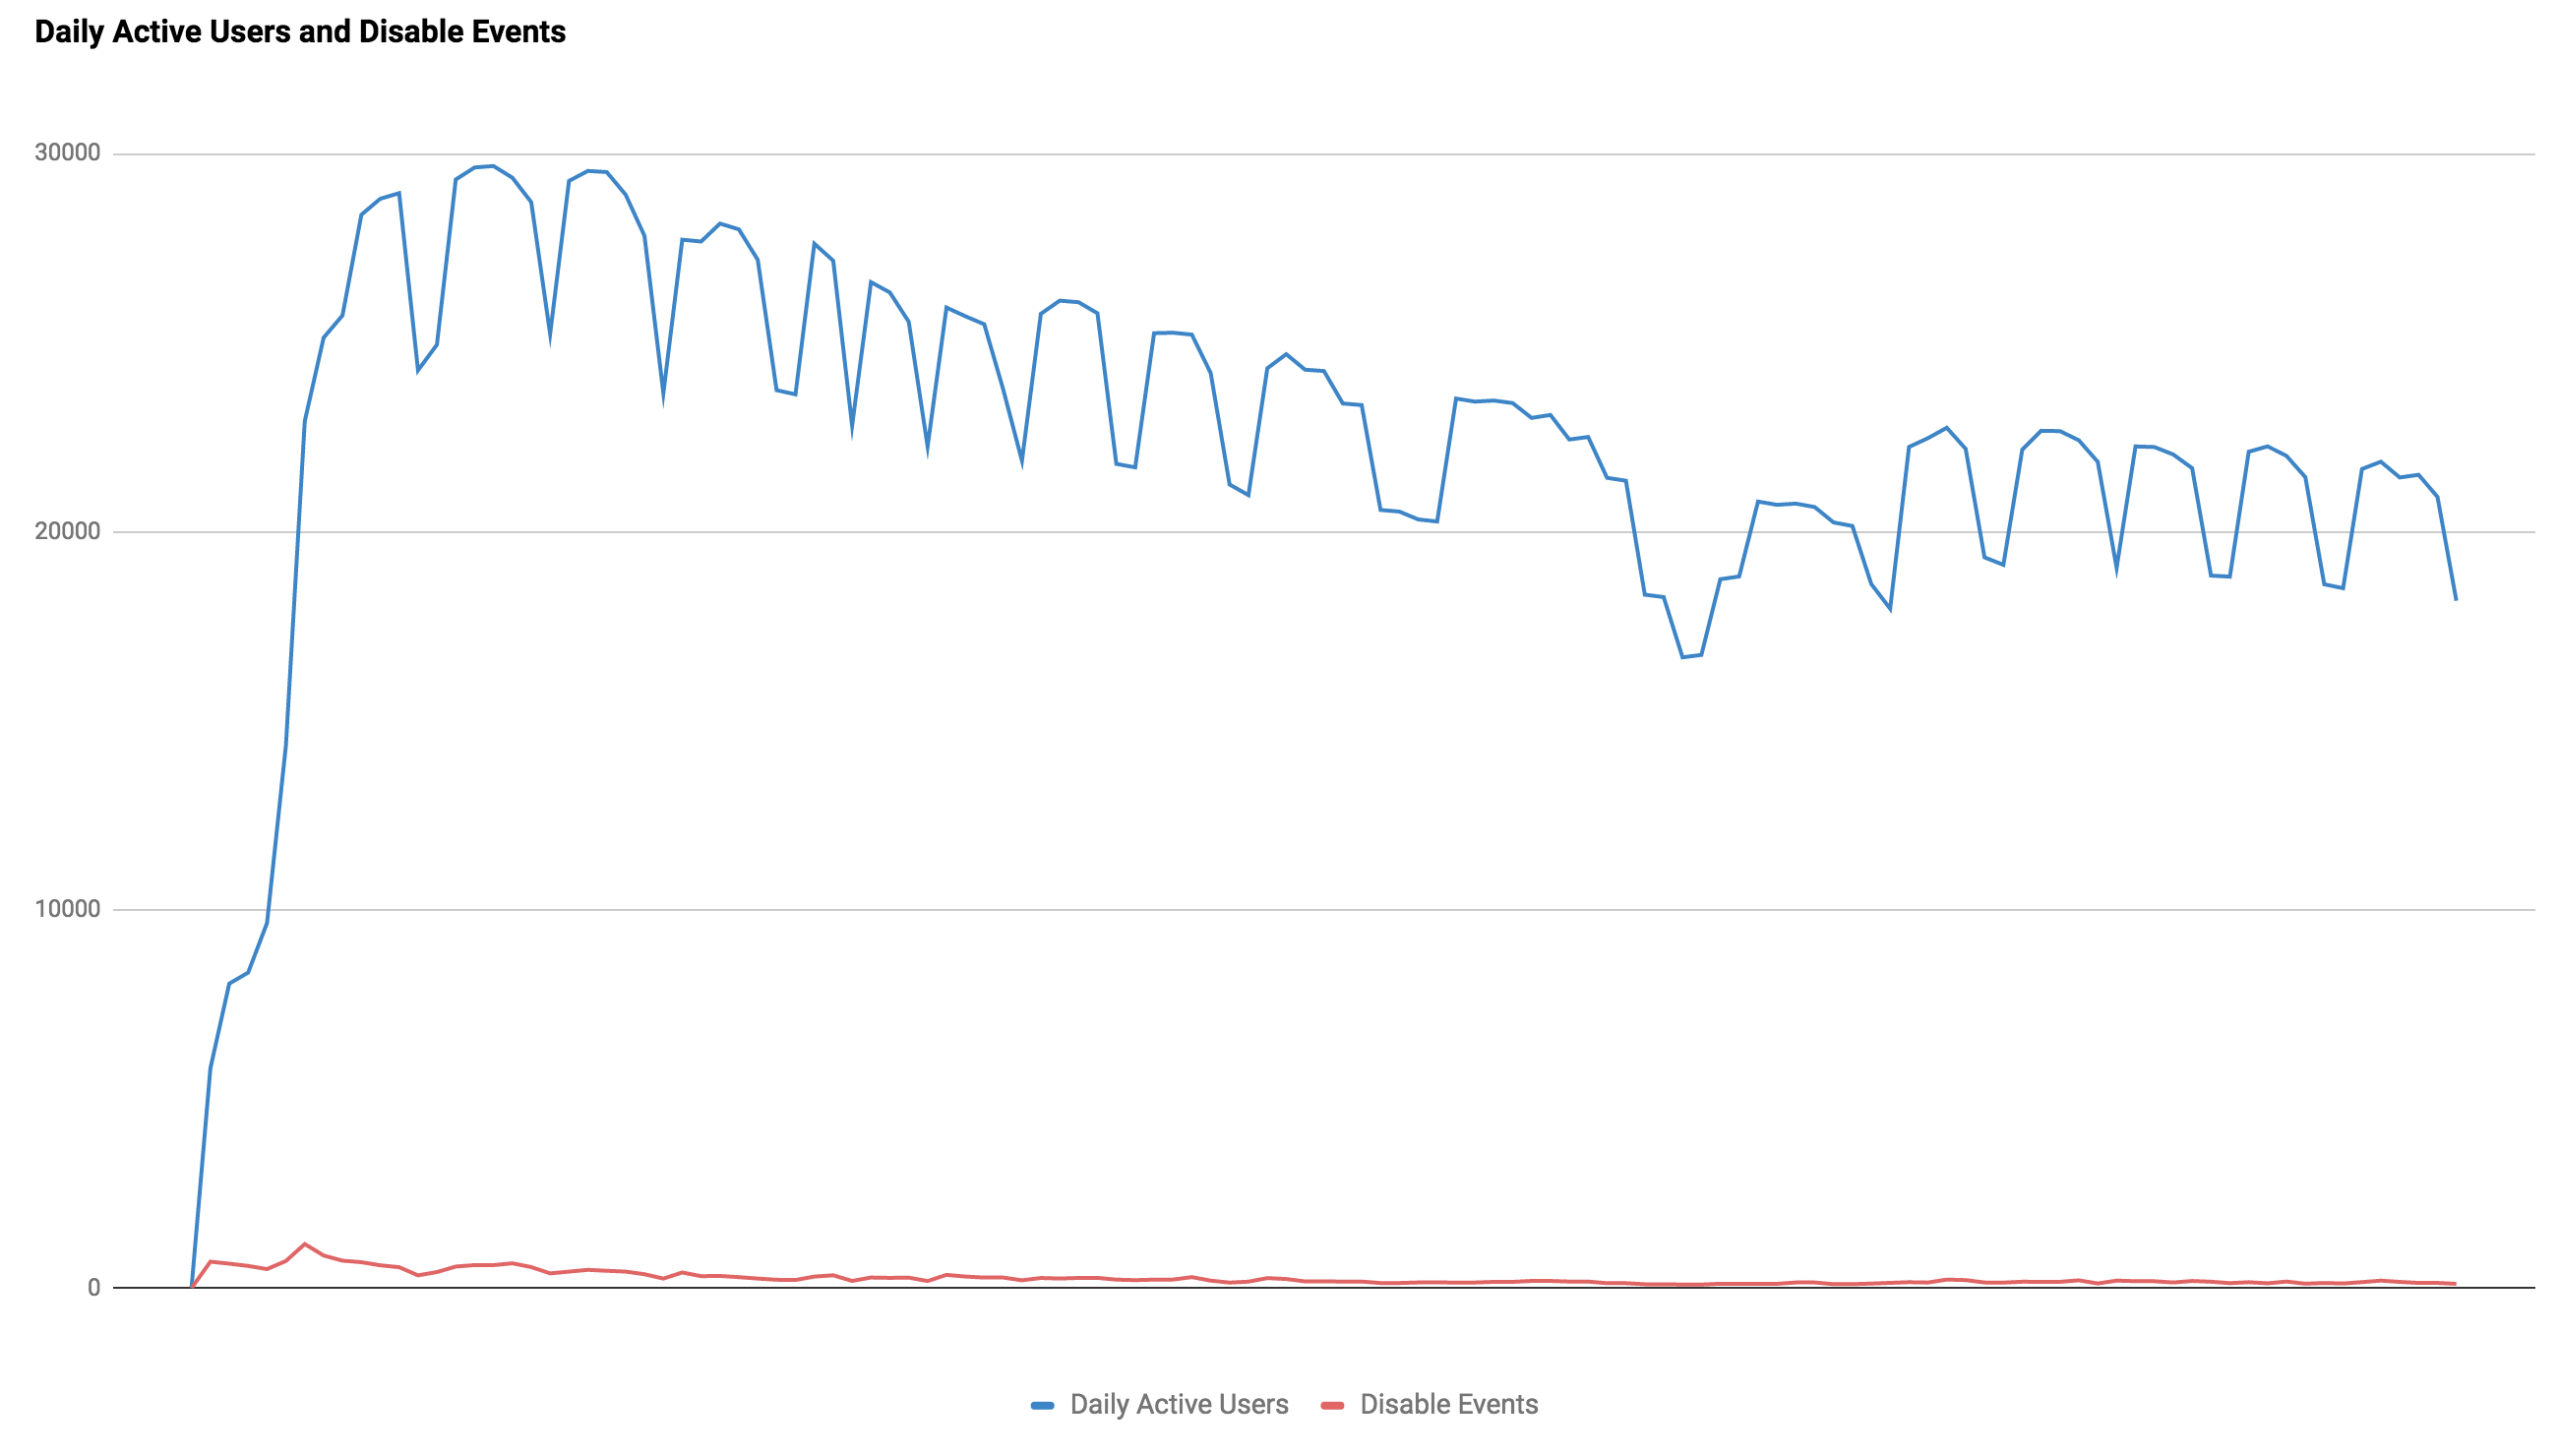 Daily Active Users and Disable Events
30000
20000
10000
0
Daily Active Users Disable Events